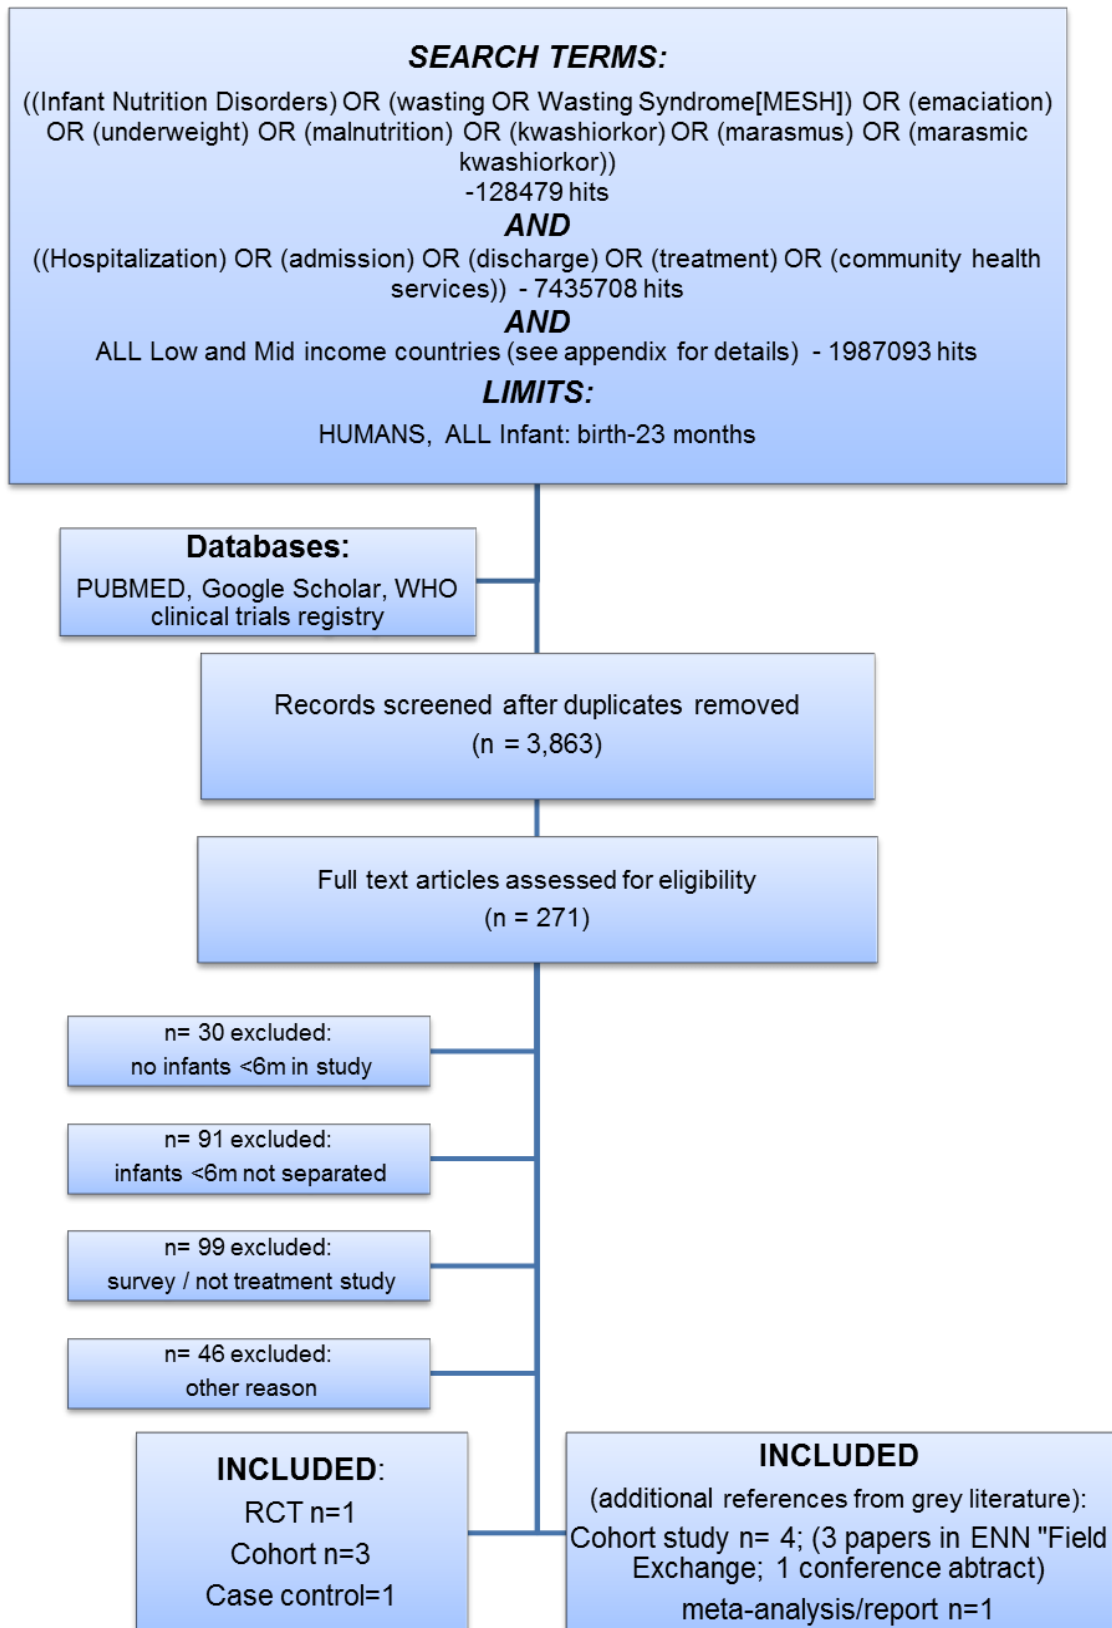 SEARCH TERMS:
((Infant Nutrition Disorders) OR (wasting OR Wasting Syndrome[MESH]) OR (emaciation)
OR (underweight) OR (malnutrition) OR (kwashiorkor) OR (marasmus) OR (marasmic
kwashiorkor))
-128479 hits
AND
((Hospitalization) OR (admission) OR (discharge) OR (treatment) OR (community health
services)) - 7435708 hits
AND
ALL Low and Mid income countries (see appendix for details) - 1987093 hits
LIMITS:
HUMANS, ALL Infant: birth-23 months
Databases:
PUBMED, Google Scholar, WHO
clinical trials registry
Records screened after duplicates removed
(n = 3,863)
Full text articles assessed for eligibility
(n = 271)
n= 30 excluded:
no infants <6m in study
n= 91 excluded:
infants <6m not separated
n= 99 excluded:
survey / not treatment study
n= 46 excluded:
other reason
INCLUDED:
RCT n=1
Cohort n=3
Case control=1
INCLUDED
(additional references from grey literature):
Cohort study n= 4; (3 papers in ENN "Field
Exchange; 1 conference abtract)
meta-analysis/report n=1